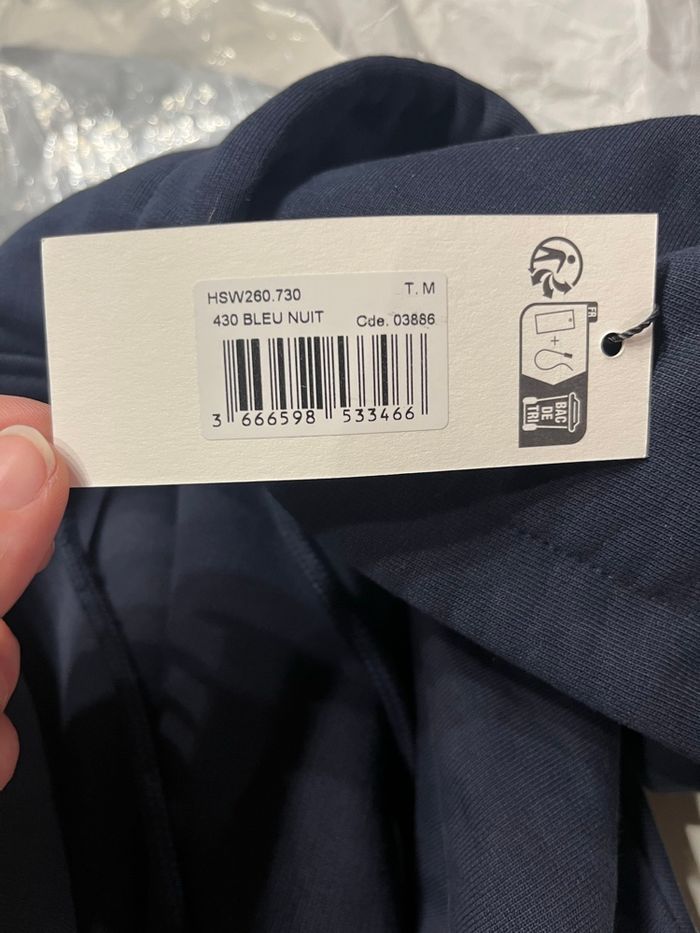 HSW260.730 T. M
430 BLEU NUIT Cde. 03886
3 666598 533466
FR
+
BAC
DE
TRI